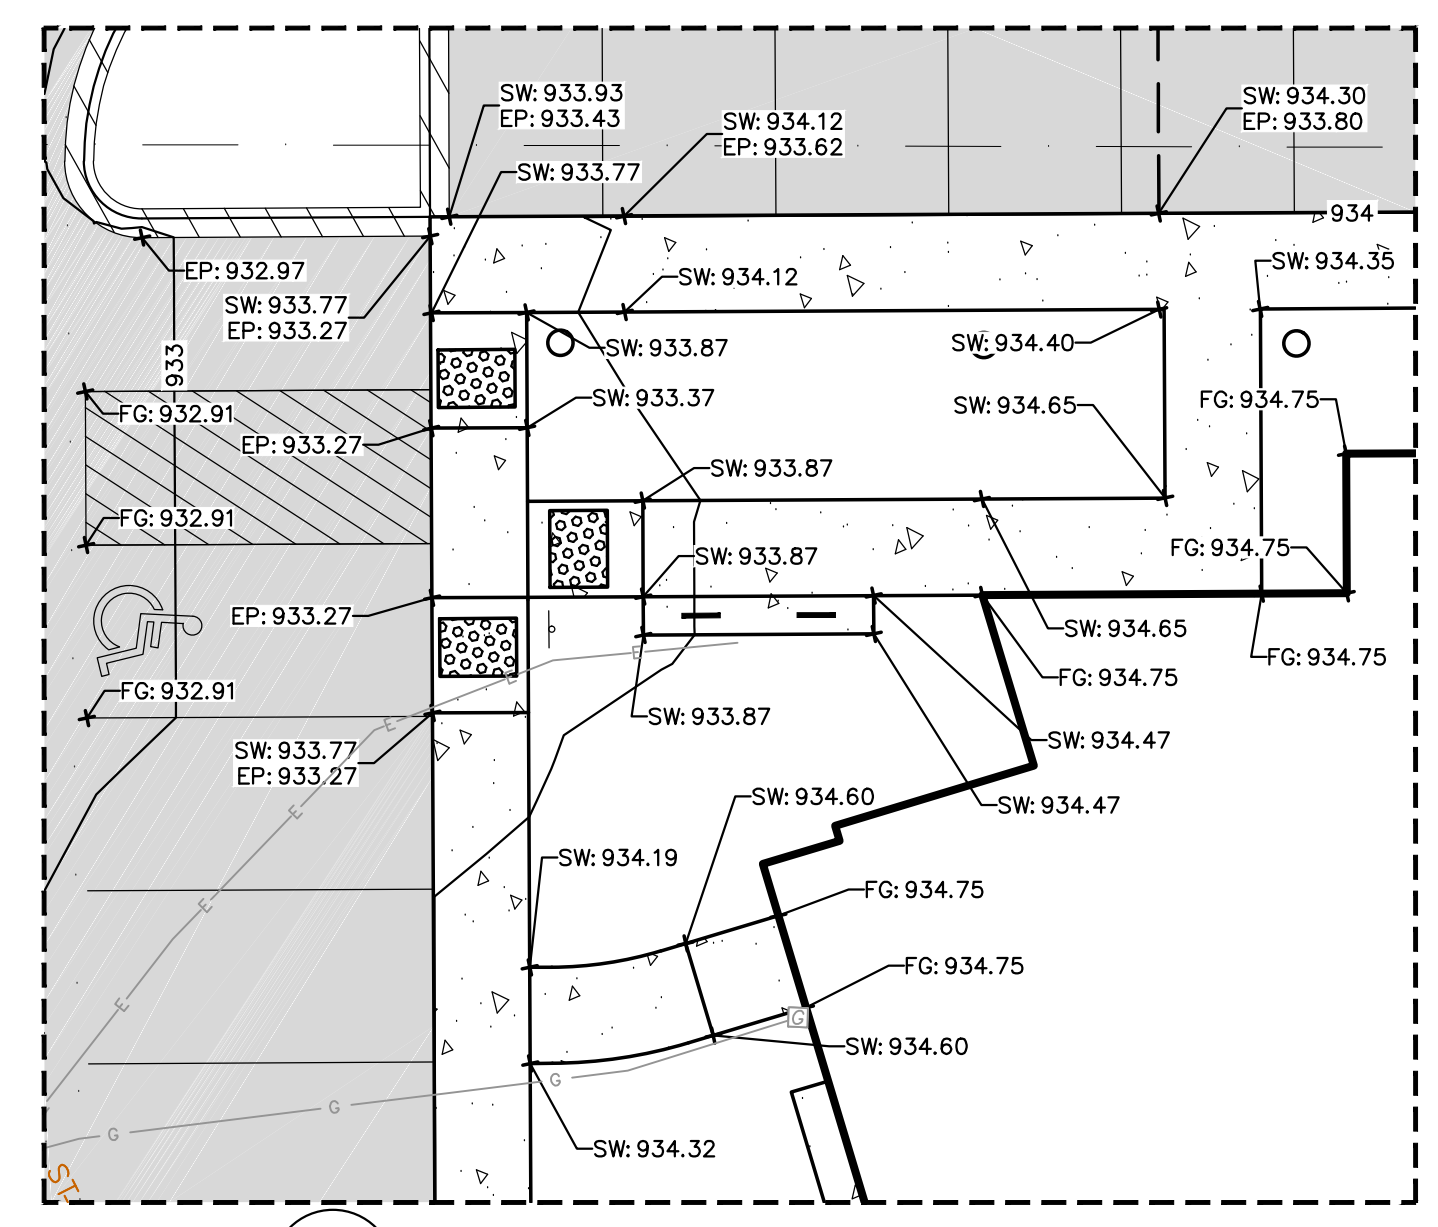 SW: 933.93
EP: 933.43
SW: 934.12
EP: 933.62
SW: 934.30
EP: 933.80
SW: 933.77
934
EP: 932.97
SW: 934.35
SW: 934.12
SW: 933.77
EP: 933.27
SW: 933.87
SW: 934.40
933
SW: 933.37
SW: 934.65
FG: 934.75
FG: 932.91
EP: 933.27
SW: 933.87
FG: 932.91
SW: 933.87
FG: 934.75
EP: 933.27
SW: 934.65
E
FG: 934.75
E
FG: 934.75
FG: 932.91
SW: 933.87
E
SW: 934.47
SW: 933.77
EP: 933.27
SW: 934.60
SW: 934.47
E
SW: 934.19
FG: 934.75
E
FG: 934.75
E
G
SW: 934.60
G
G
G
SW: 934.32
ST